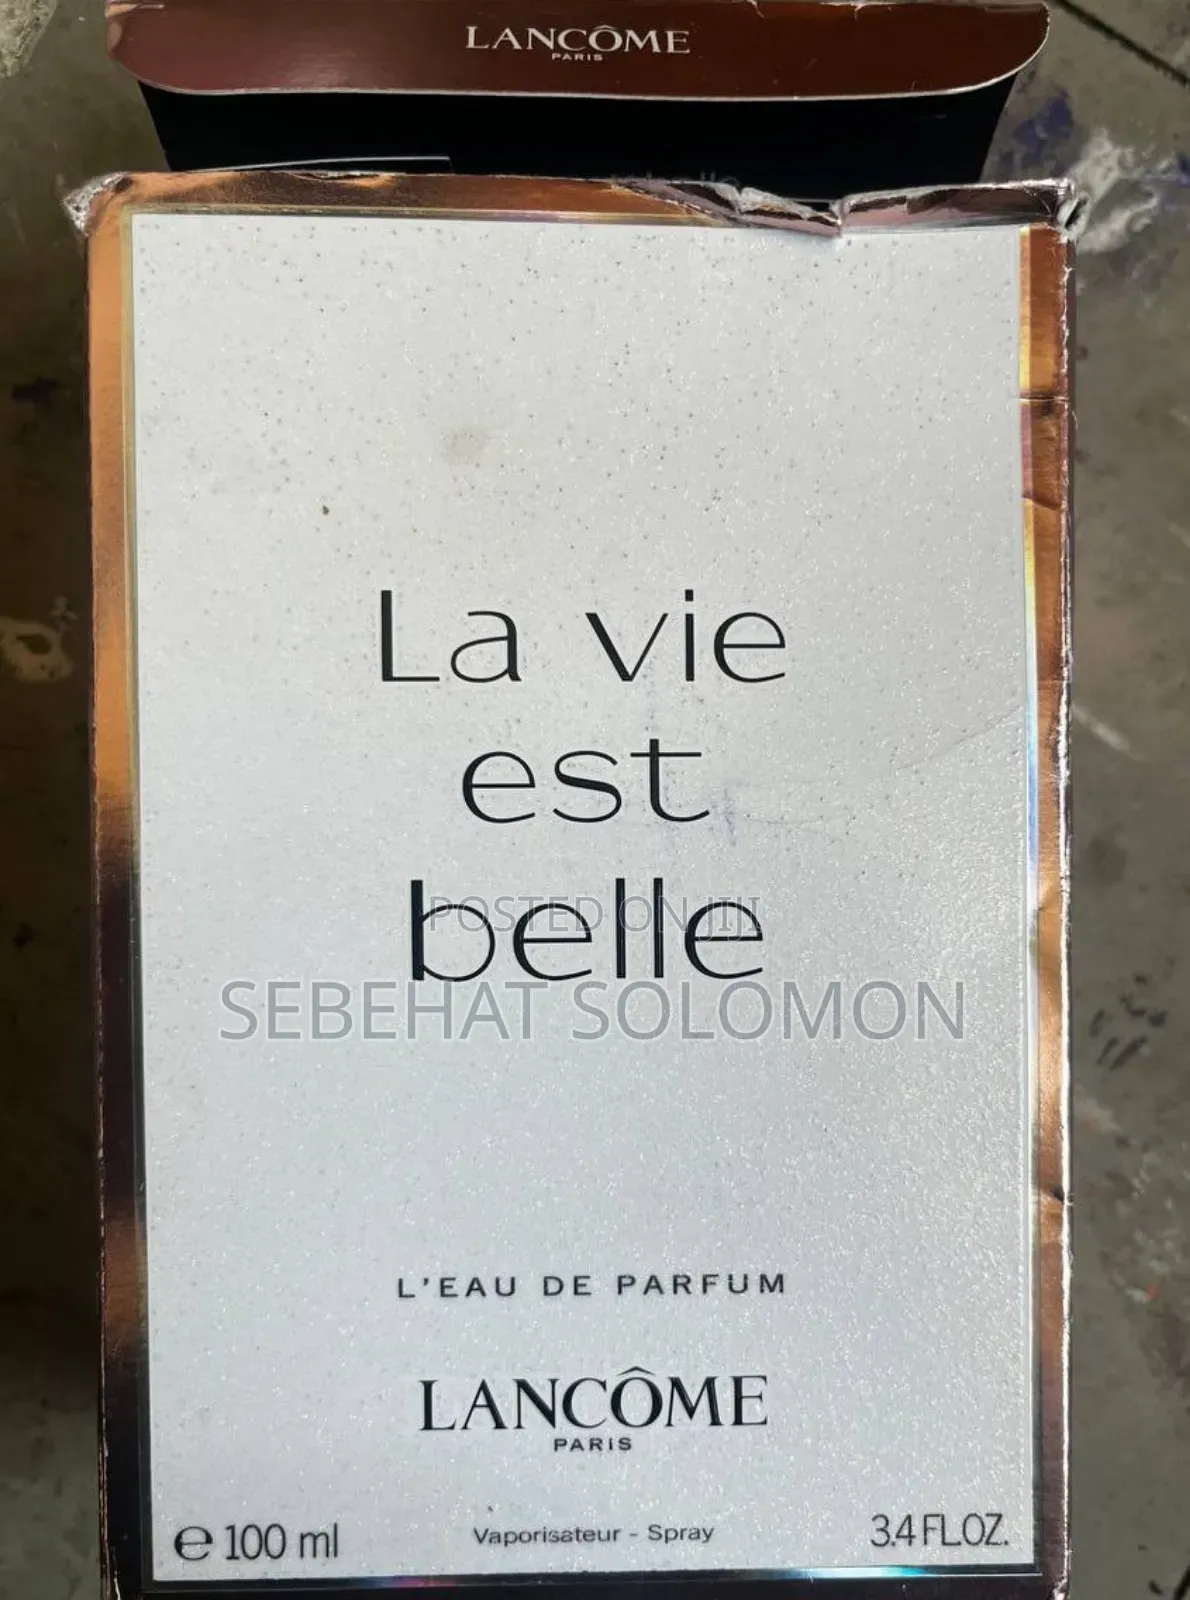 LANCÔME
PARIS
La vie
est
belle
POSTED ON JIJI
SEBEHAT SOLOMON
L'EAU DE PARFUM
LANCÔME
PARIS
℮ 100 ml
Vaporisateur - Spray
3.4 FL.OZ.